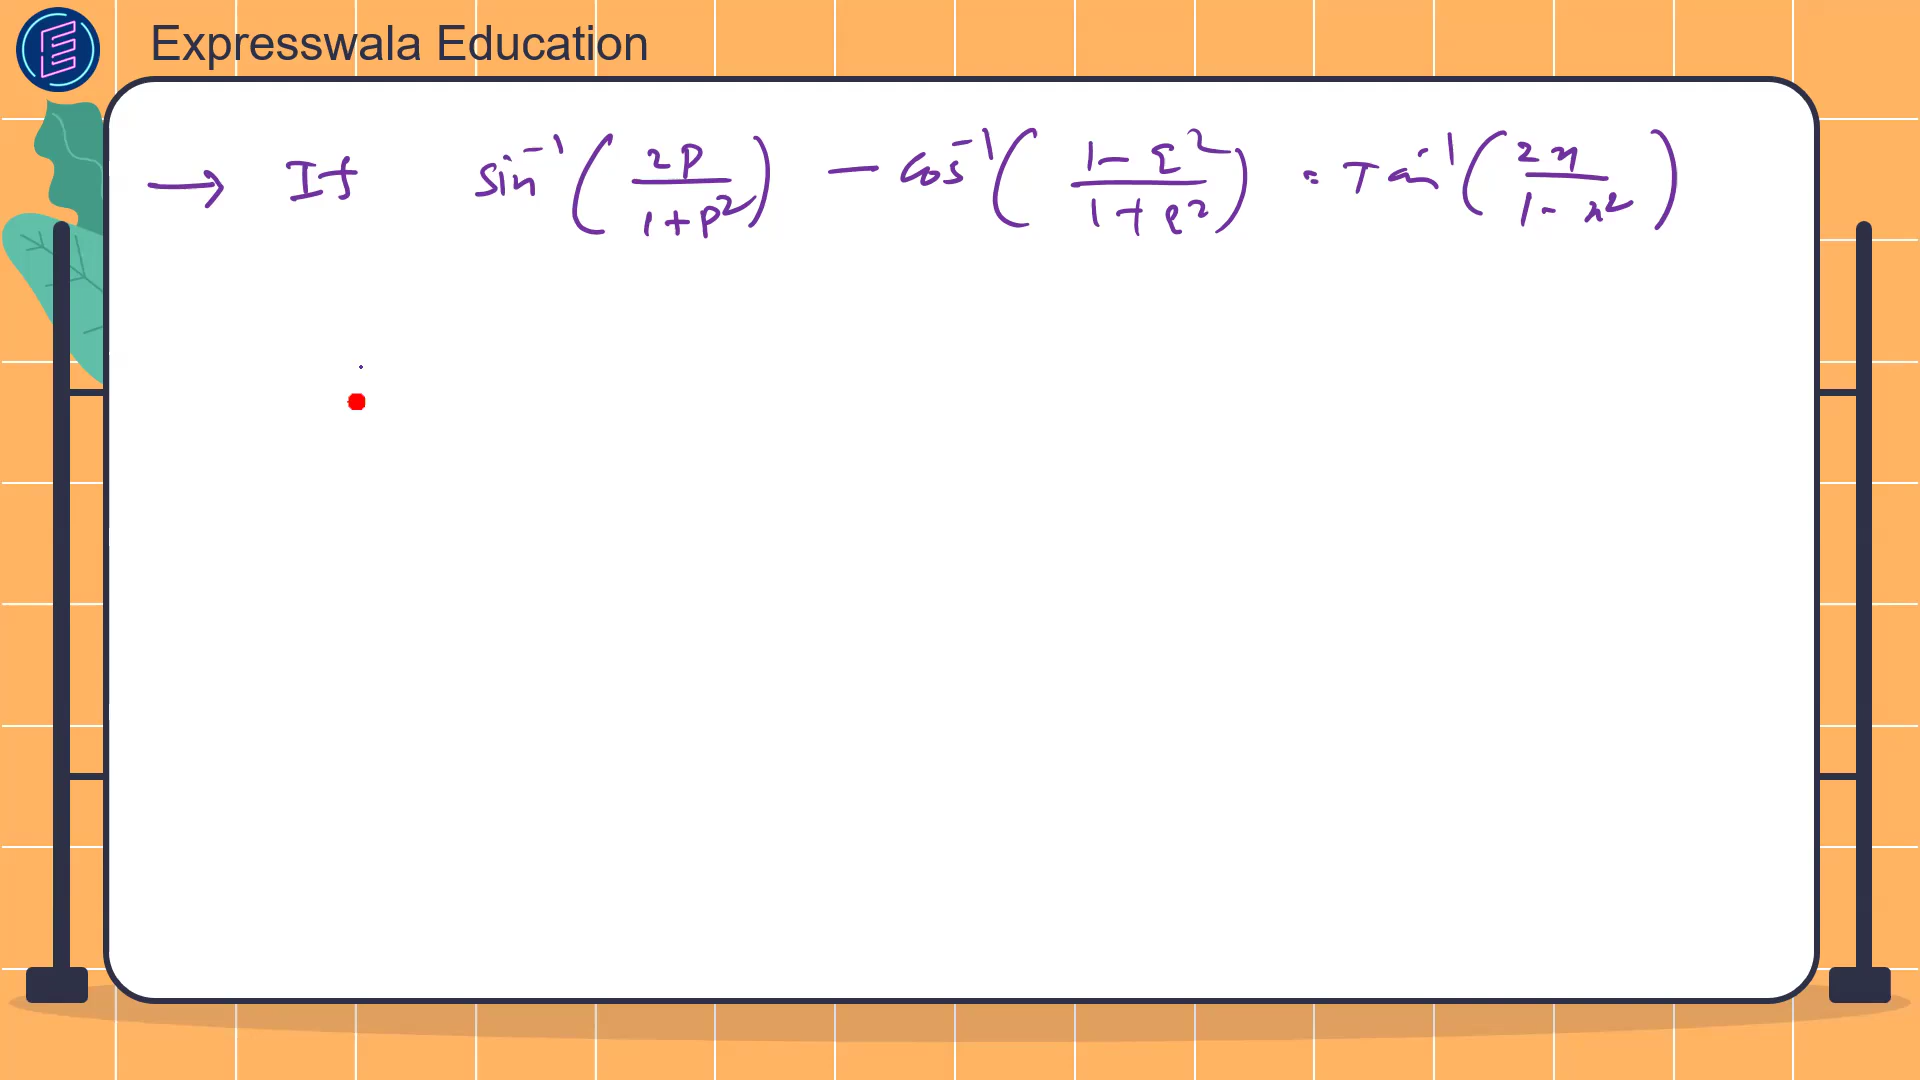 Expresswala Education
→ If sin⁻¹(2p/1+p²) − cos⁻¹(1−q²/1+q²) = Tan⁻¹(2x/1−x²)